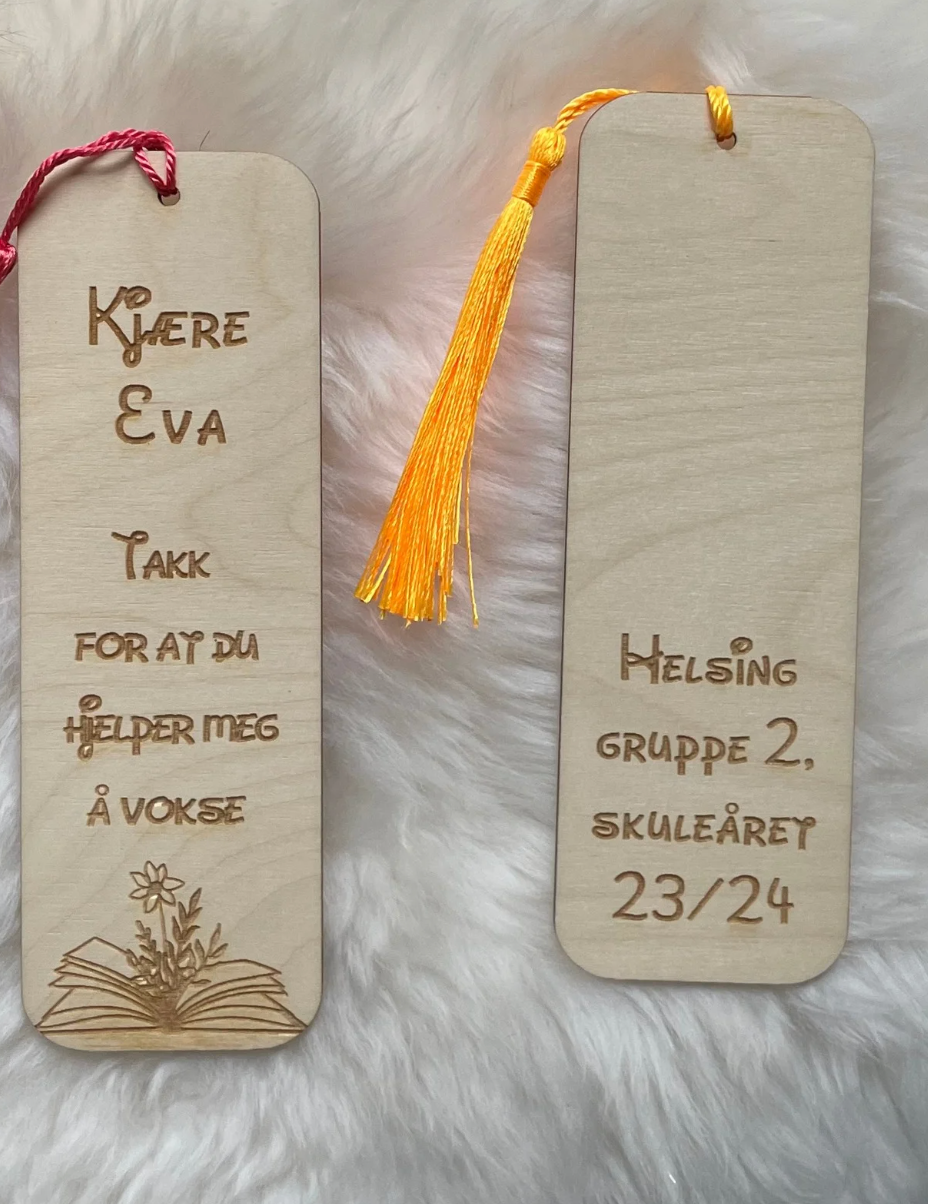 Kjære
Eva
Takk
for at du
hjelper meg
å vokse
Helsing
gruppe 2,
skuleåret
23/24